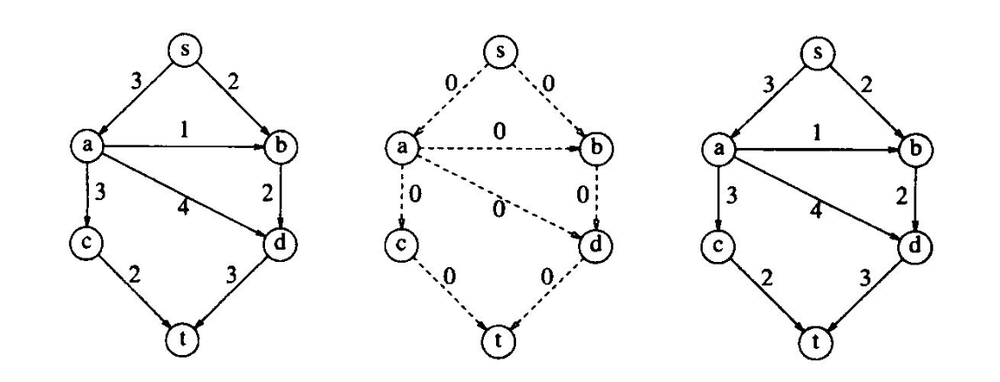 s s s
3 2 0 0 3 2
a 1 b a 0 b a 1 b
3 4 2 0 0 0 3 4 2
c d c d c d
2 3 0 0 2 3
t t t